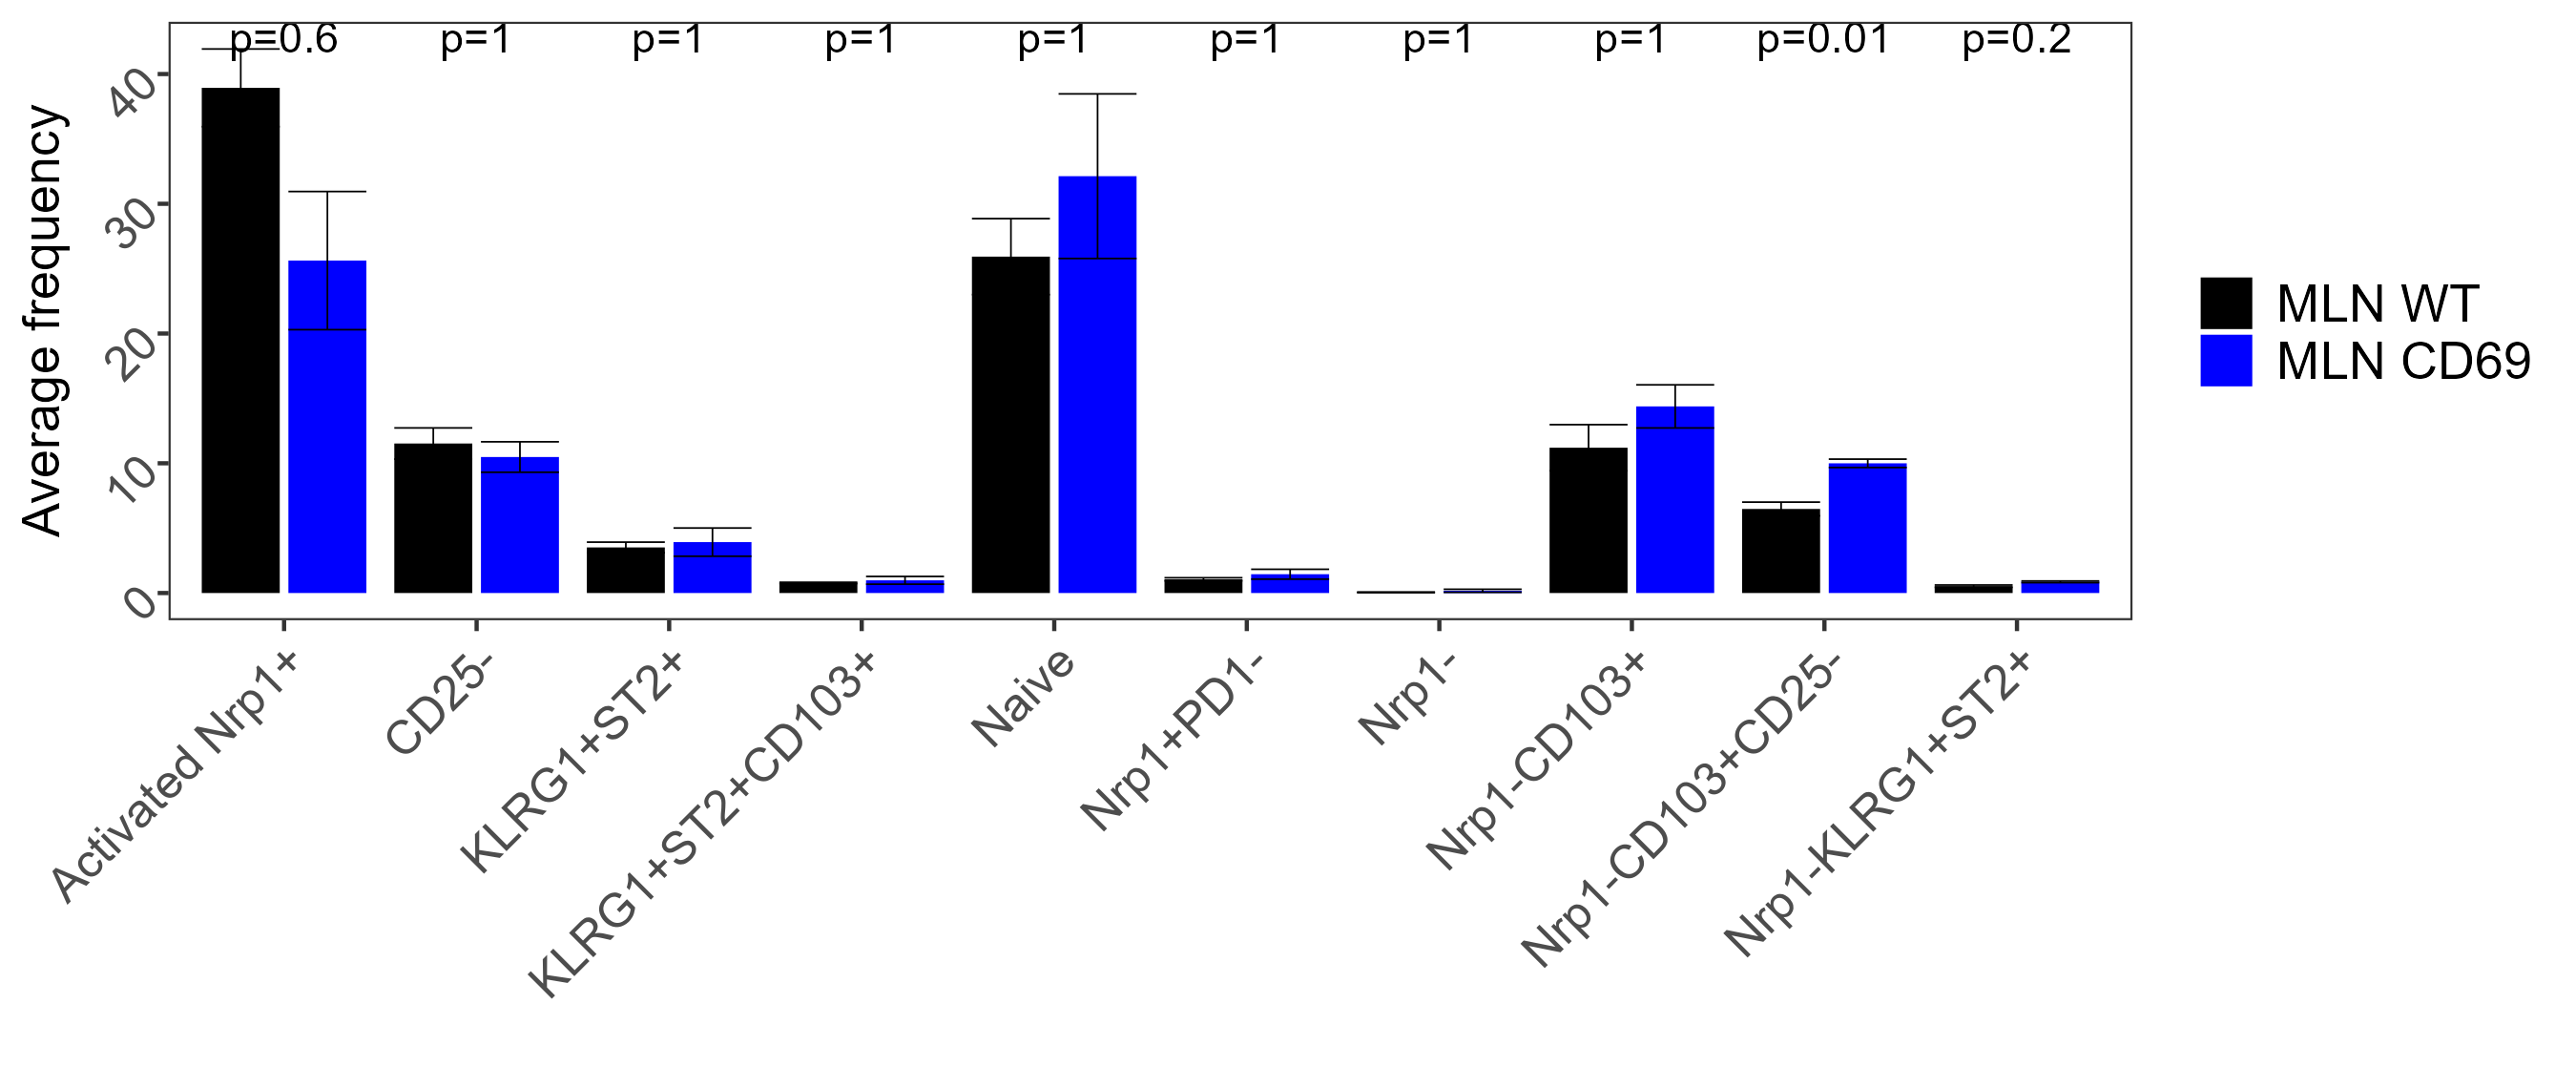 p=0.6 p=1 p=1 p=1 p=1 p=1 p=1 p=1 p=0.01 p=0.2
Average frequency
40
30
20
10
0
MLN WT
MLN CD69
Activated Nrp1+
CD25-
KLRG1+ST2+
KLRG1+ST2+CD103+
Naive
Nrp1+PD1-
Nrp1-
Nrp1-CD103+
Nrp1-CD103+CD25-
Nrp1-KLRG1+ST2+